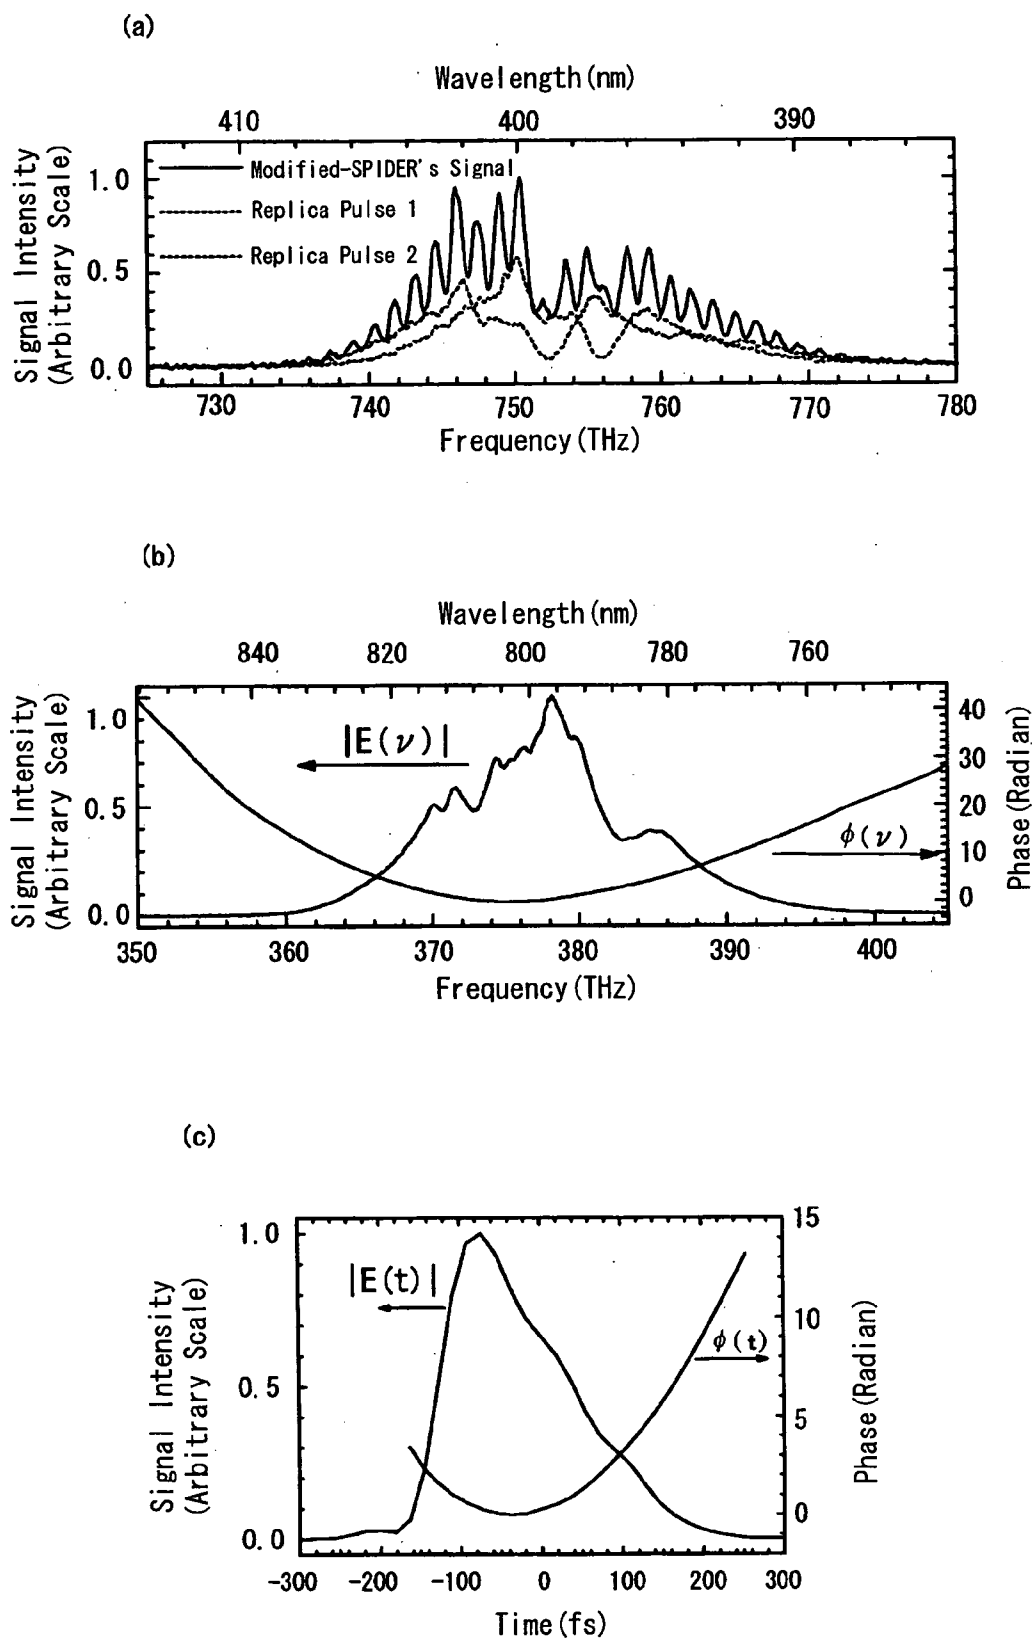 (a)
Wavelength(nm)
410 400 390
Signal Intensity
(Arbitrary Scale)
1.0
0.5
0.0
Modified-SPIDER's Signal
Replica Pulse 1
Replica Pulse 2
730 740 750 760 770 780
Frequency(THz)
(b)
Wavelength(nm)
840 820 800 780 760
Signal Intensity
(Arbitrary Scale)
1.0
0.5
0.0
|E(ν)|
ϕ(ν)
40
30
20
10
0
Phase(Radian)
350 360 370 380 390 400
Frequency(THz)
(c)
Signal Intensity
(Arbitrary Scale)
1.0
0.5
0.0
|E(t)|
ϕ(t)
15
10
5
0
Phase(Radian)
-300 -200 -100 0 100 200 300
Time(fs)